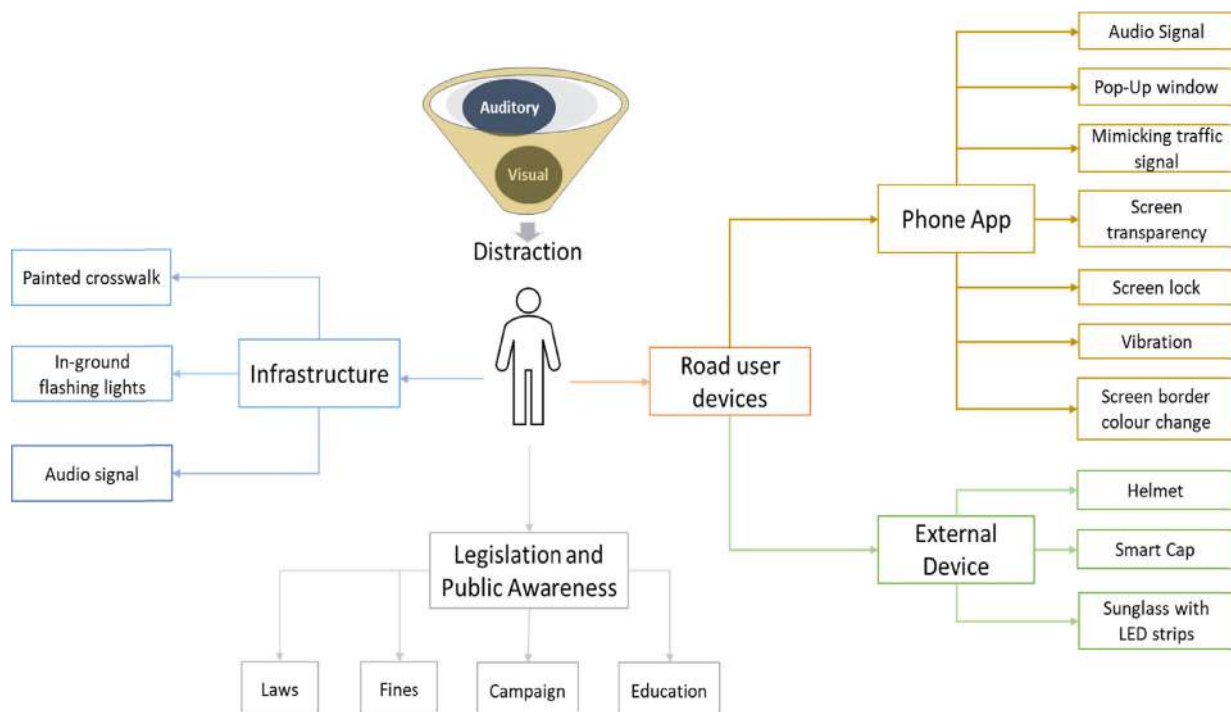 Auditory
Visual
Distraction
Infrastructure
Painted crosswalk
In-ground
flashing lights
Audio signal
Road user
devices
Phone App
Audio Signal
Pop-Up window
Mimicking traffic
signal
Screen
transparency
Screen lock
Vibration
Screen border
colour change
External
Device
Helmet
Smart Cap
Sunglass with
LED strips
Legislation and
Public Awareness
Laws
Fines
Campaign
Education